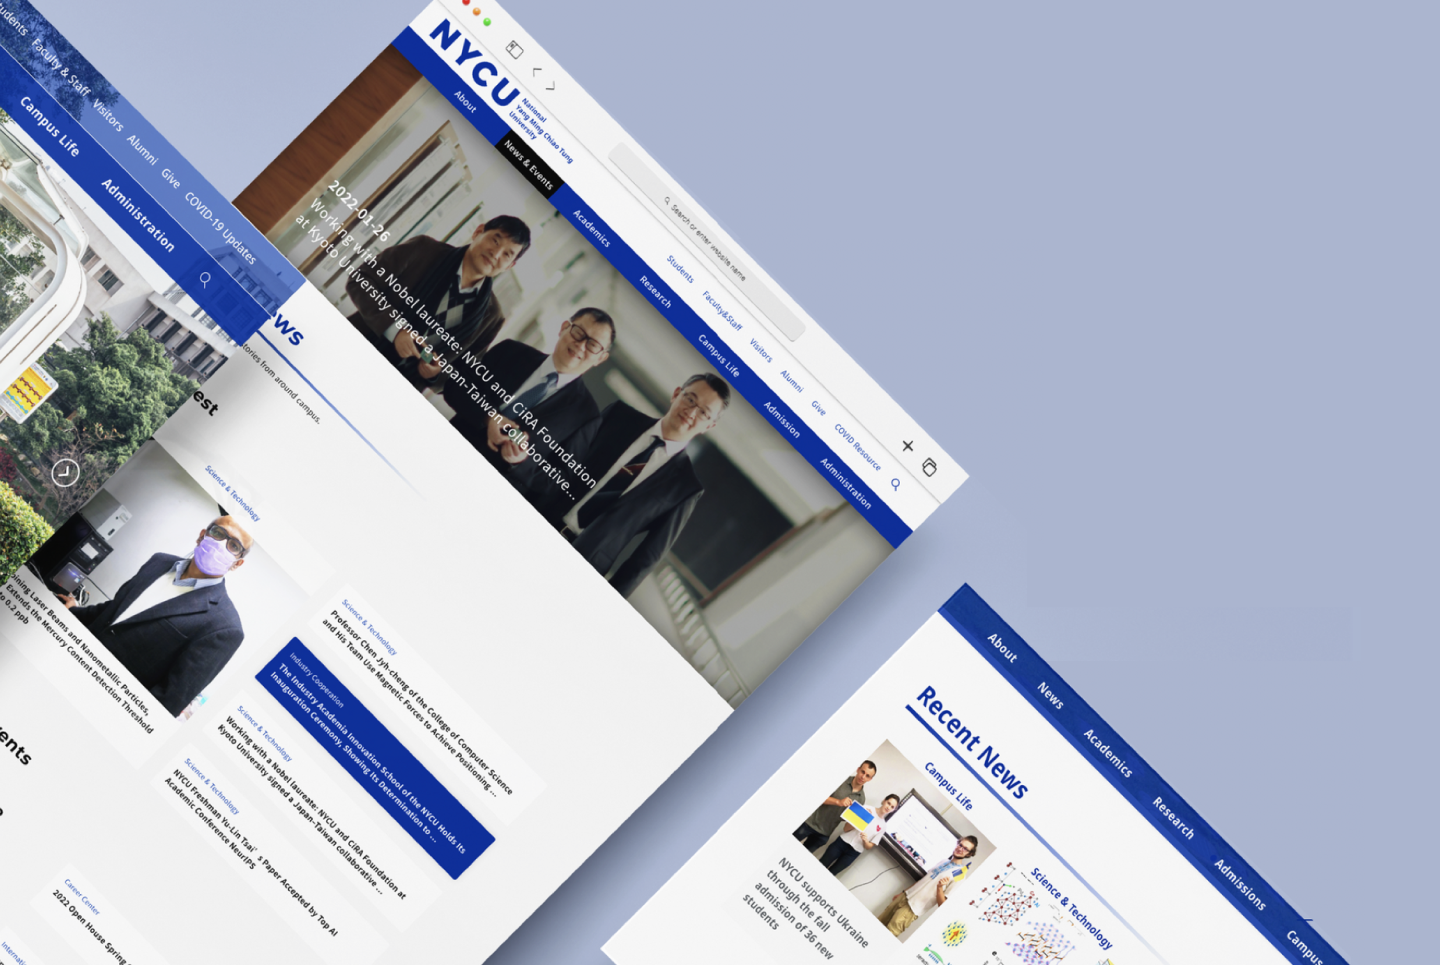 Students
Faculty & Staff
Visitors
Alumni
Give
COVID-19 Updates
Campus Life
Administration
ews
tories from around campus.
est
Science & Technology
ining Laser Beams and Nanometallic Particles,
Extends the Mercury Content Detection Threshold
to 0.2 ppb
ents
Career Center
2022 Open House Spring
Internati
Science & Technology
Professor Chen Jyh-cheng of the College of Computer Science
and His Team Use Magnetic Forces to Achieve Positioning ...
Industry Cooperation
The Industry Academia Innovation School of the NYCU Holds Its
Inauguration Ceremony, Showing Its Determination to ...
Science & Technology
Working with a Nobel laureate: NYCU and CiRA Foundation at
Kyoto University signed a Japan-Taiwan collaborative ...
Science & Technology
NYCU Freshman Yu-Lin Tsai's Paper Accepted by Top AI
Academic Conference NeurIPS
NYCU
National
Yang Ming Chiao Tung
University
Search or enter website name
Students
Faculty&Staff
Visitors
Alumni
Give
COVID Resource
About
News & Events
Academics
Research
Campus Life
Admission
Administration
2022-01-26
Working with a Nobel laureate: NYCU and CiRA Foundation
at Kyoto University signed a Japan-Taiwan collaborative...
About
News
Academics
Research
Admissions
Campus
Recent News
Campus Life
NYCU supports Ukraine
through the fall
admission of 36 new
students
Science & Technology